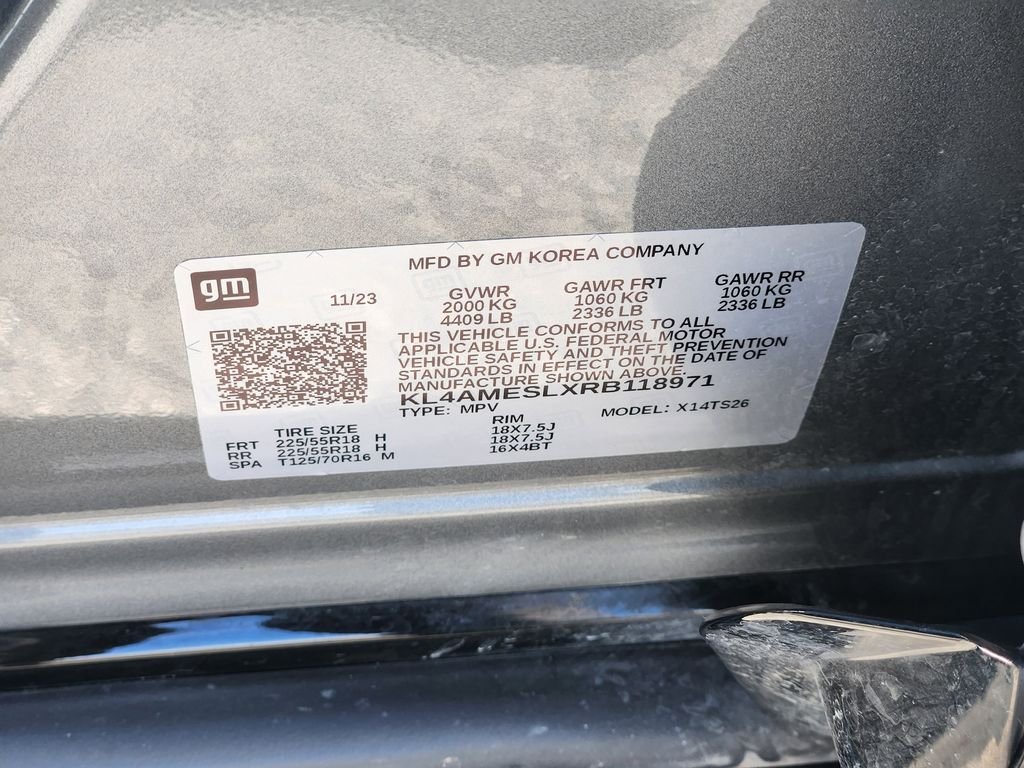 MFD BY GM KOREA COMPANY
gm
11/23
GVWR GAWR FRT GAWR RR
2000 KG 1060 KG 1060 KG
4409 LB 2336 LB 2336 LB
THIS VEHICLE CONFORMS TO ALL
APPLICABLE U.S. FEDERAL MOTOR
VEHICLE SAFETY AND THEFT PREVENTION
STANDARDS IN EFFECT ON THE DATE OF
MANUFACTURE SHOWN ABOVE.
KL4AMESLXRB118971
TYPE: MPV MODEL: X14TS26
TIRE SIZE RIM
FRT 225/55R18 H 18X7.5J
RR 225/55R18 H 18X7.5J
SPA T125/70R16 M 16X4BT